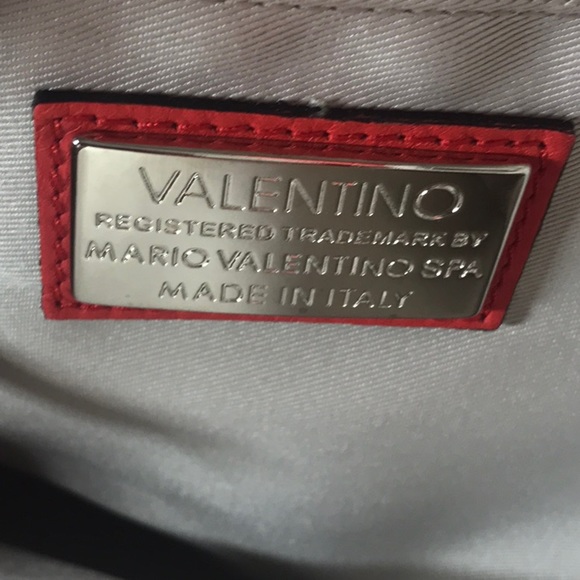 VALENTINO
REGISTERED TRADEMARK BY
MARIO VALENTINO SPA
MADE IN ITALY